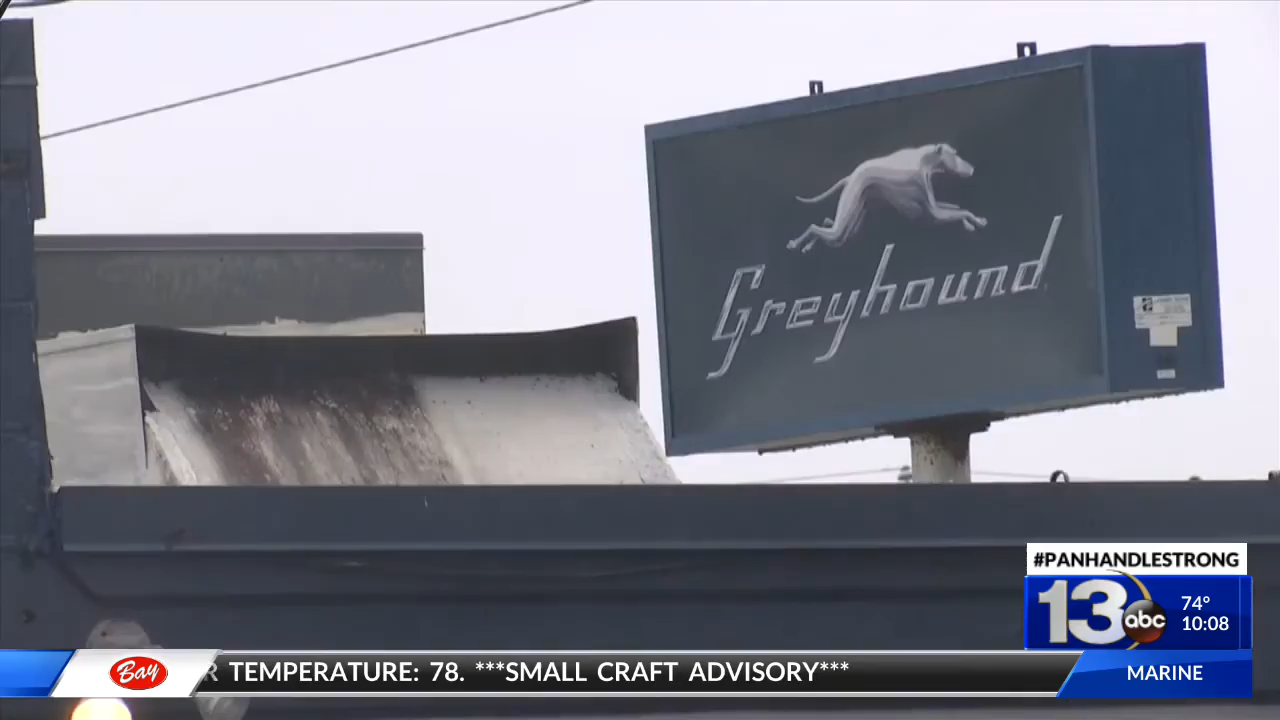 Greyhound
#PANHANDLESTRONG
13
abc
74°
10:08
Bay
R TEMPERATURE: 78. ***SMALL CRAFT ADVISORY***
MARINE